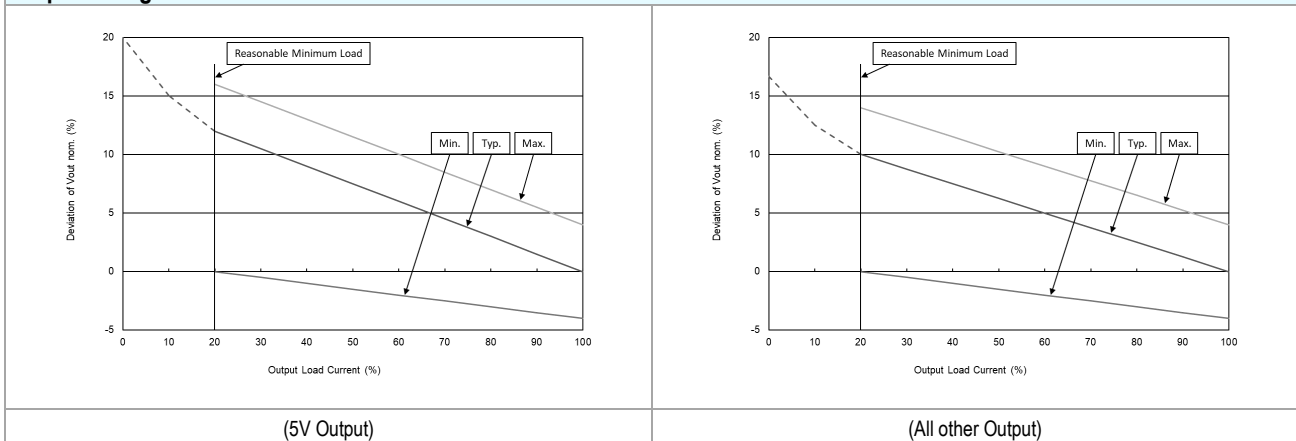 20
15
10
5
0
-5
Deviation of Vout nom. (%)
Reasonable Minimum Load
Min.
Typ.
Max.
0 10 20 30 40 50 60 70 80 90 100
Output Load Current (%)
(5V Output)
20
15
10
5
0
-5
Deviation of Vout nom. (%)
Reasonable Minimum Load
Min.
Typ.
Max.
0 10 20 30 40 50 60 70 80 90 100
Output Load Current (%)
(All other Output)